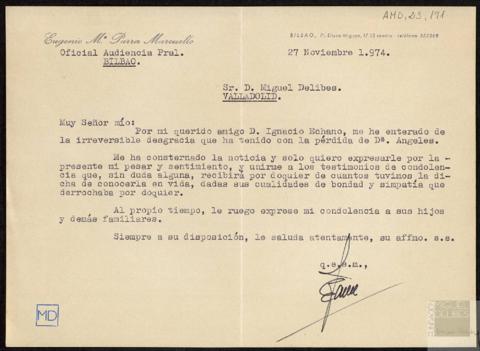 AMD, 23, 171
Eugenio Mª Parra Marcuello
BILBAO,
Oficial Audiencia Pral.
BILBAO.
27 Noviembre 1.974.
Sr. D. Miguel Delibes.
VALLADOLID.
Muy Señor mío:
Por mi querido amigo D. Ignacio Echano, me he enterado de
la irreversible desgracia que ha tenido con la pérdida de Dª. Angeles.
Me ha consternado la noticia y solo quiero expresarle por la -
presente mi pesar y sentimiento, y unirme a los testimonios de condolen-
cia que, sin duda alguna, recibirá por doquier de cuantos tuvimos la di-
cha de conocerla en vida, dadas sus cualidades de bondad y simpatía que
derrochaba por doquier.
Al propio tiempo, le ruego exprese mi condolencia a sus hijos
y demás familiares.
Siempre a su disposición, le saluda atentamente, su affmo. s.s.
q.e.s.m.,
Parra
MD
FUNDACIÓN
MIGUEL
DELIBES